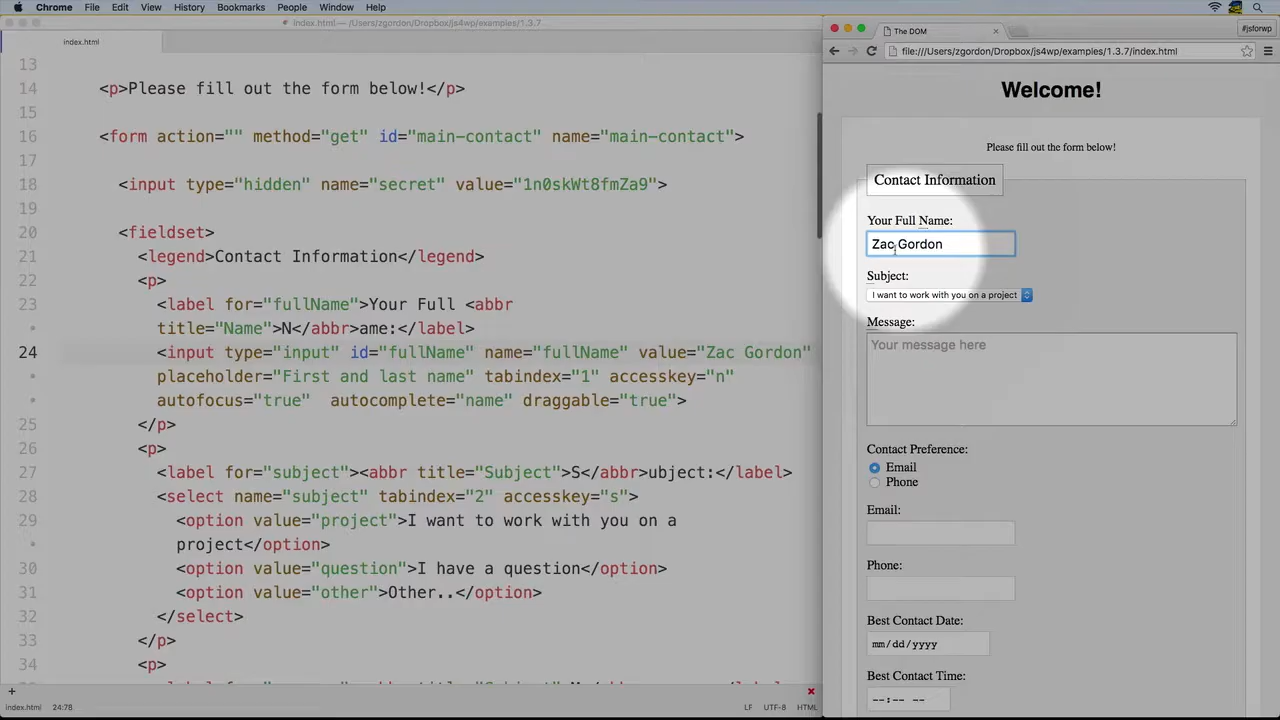 Chrome File Edit View History Bookmarks People Window Help
index.html — /Users/zgordon/Dropbox/js4wp/examples/1.3.7
index.html
13
14 <p>Please fill out the form below!</p>
15
16 <form action="" method="get" id="main-contact" name="main-contact">
17
18 <input type="hidden" name="secret" value="1n0skWt8fmZa9">
19
20 <fieldset>
21 <legend>Contact Information</legend>
22 <p>
23 <label for="fullName">Your Full <abbr
title="Name">N</abbr>ame:</label>
24 <input type="input" id="fullName" name="fullName" value="Zac Gordon"
placeholder="First and last name" tabindex="1" accesskey="n"
autofocus="true" autocomplete="name" draggable="true">
25 </p>
26 <p>
27 <label for="subject"><abbr title="Subject">S</abbr>ubject:</label>
28 <select name="subject" tabindex="2" accesskey="s">
29 <option value="project">I want to work with you on a
project</option>
30 <option value="question">I have a question</option>
31 <option value="other">Other..</option>
32 </select>
33 </p>
34 <p>
index.html 24:78 LF UTF-8 HTML
The DOM
#jsforwp
file:///Users/zgordon/Dropbox/js4wp/examples/1.3.7/index.html
Welcome!
Please fill out the form below!
Contact Information
Your Full Name:
Zac Gordon
Subject:
I want to work with you on a project
Message:
Your message here
Contact Preference:
Email
Phone
Email:
Phone:
Best Contact Date:
mm/dd/yyyy
Best Contact Time:
--:-- --